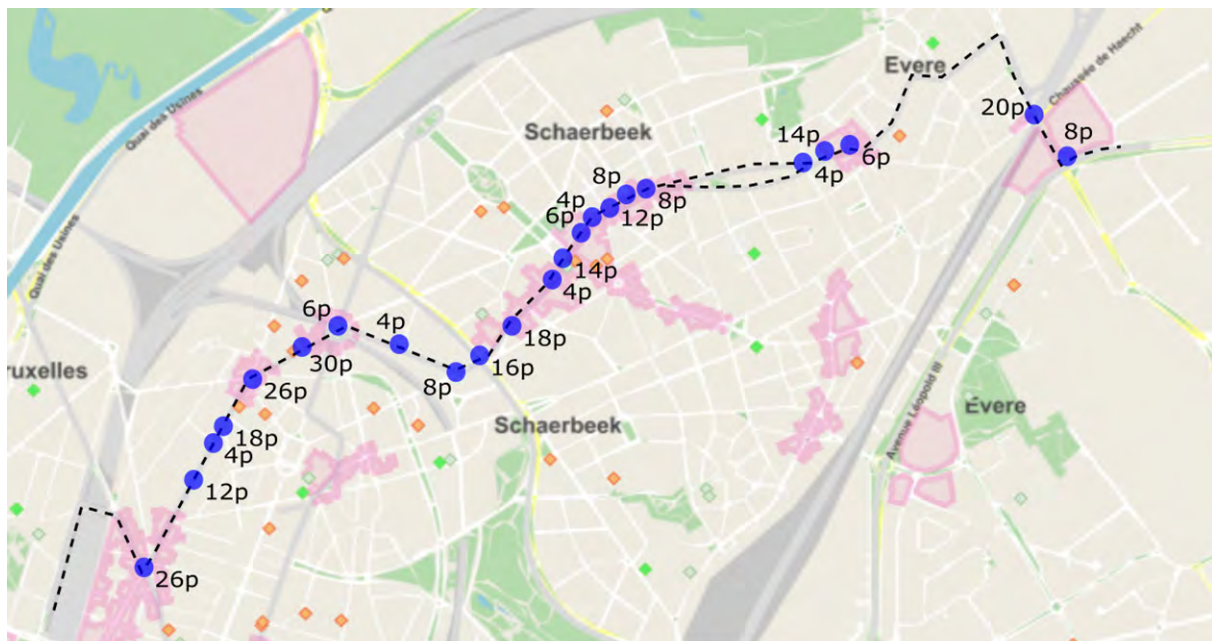 Quai des Usines
Evere
Chaussée de Haecht
Schaerbeek
20p
14p
8p
6p
4p
8p
8p
4p
12p
6p
Quai des Usines
14p
4p
6p
4p
18p
30p
16p
ruxelles
26p
8p
Avenue Léopold III
Évere
Schaerbeek
18p
4p
12p
26p